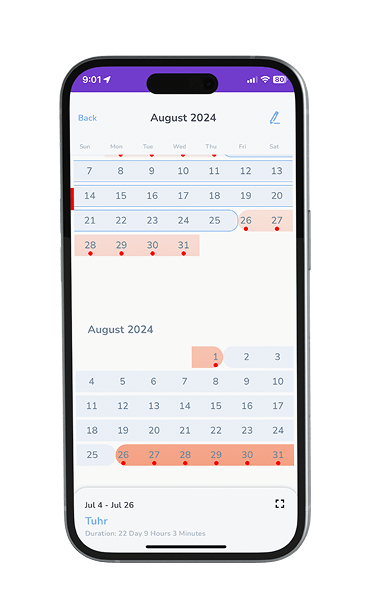 9:01 80
Back August 2024
Sun Mon Tue Wed Thu Fri Sat
7 8 9 10 11 12 13
14 15 16 17 18 19 20
21 22 23 24 25 26 27
28 29 30 31
August 2024
1 2 3
4 5 6 7 8 9 10
11 12 13 14 15 16 17
18 19 20 21 22 23 24
25 26 27 28 29 30 31
Jul 4 - Jul 26
Tuhr
Duration: 22 Day 9 Hours 3 Minutes